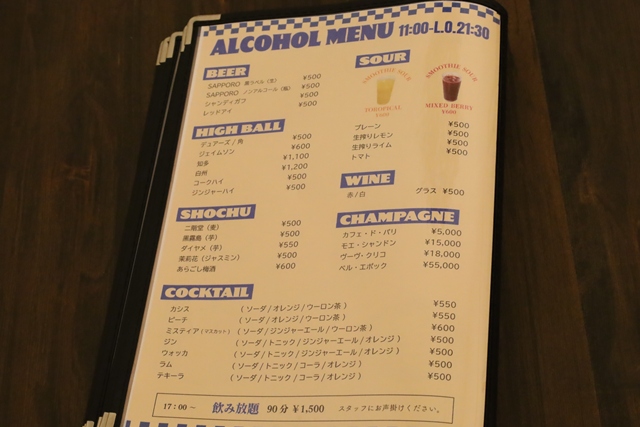 ALCOHOL MENU 11:00-L.O.21:30
BEER
SAPPORO 黒ラベル（生） ¥500
SAPPORO ノンアルコール（瓶） ¥500
シャンディガフ ¥500
レッドアイ ¥500
HIGH BALL
デュアーズ / 角 ¥500
ジェイムソン ¥600
知多 ¥1,100
白州 ¥1,200
コークハイ ¥500
ジンジャーハイ ¥500
SHOCHU
二階堂（麦） ¥500
黒霧島（芋） ¥500
ダイヤメ（芋） ¥550
茉莉花（ジャスミン） ¥500
あらごし梅酒 ¥600
SOUR
SMOOTHIE SOUR
TOROPICAL
¥600
SMOOTHIE SOUR
MIXED BERRY
¥600
プレーン ¥500
生搾りレモン ¥500
生搾りライム ¥500
トマト ¥500
WINE
赤 / 白 グラス ¥500
CHAMPAGNE
カフェ・ド・パリ ¥5,000
モエ・シャンドン ¥15,000
ヴーヴ・クリコ ¥18,000
ベル・エポック ¥55,000
COCKTAIL
カシス （ ソーダ / オレンジ / ウーロン茶 ） ¥550
ピーチ （ ソーダ / オレンジ / ウーロン茶 ） ¥550
ミスティア（マスカット） （ ソーダ / ジンジャーエール / ウーロン茶 ） ¥600
ジン （ ソーダ / トニック / ジンジャーエール / オレンジ ） ¥500
ウォッカ （ ソーダ / トニック / ジンジャーエール / オレンジ ） ¥500
ラム （ ソーダ / トニック / コーラ / オレンジ ） ¥500
テキーラ （ ソーダ / トニック / コーラ / オレンジ ） ¥500
17：00 〜 飲み放題 90 分 ¥1,500 スタッフにお声掛けください。